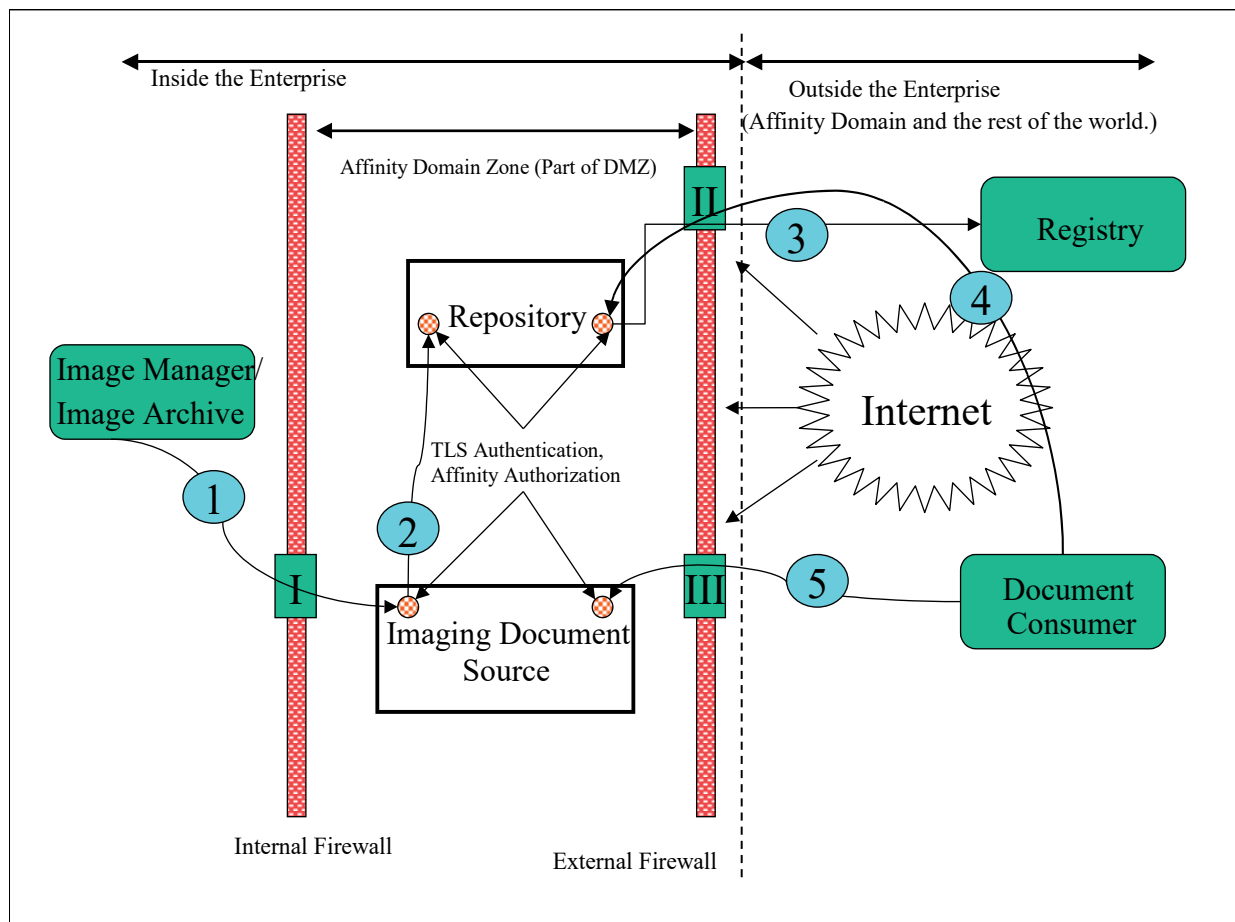 Inside the Enterprise
Outside the Enterprise
(Affinity Domain and the rest of the world.)
Affinity Domain Zone (Part of DMZ)
II
3
Registry
Repository
4
Image Manager/
Image Archive
Internet
TLS Authentication,
Affinity Authorization
1
2
I
III
5
Document
Consumer
Imaging Document
Source
Internal Firewall
External Firewall